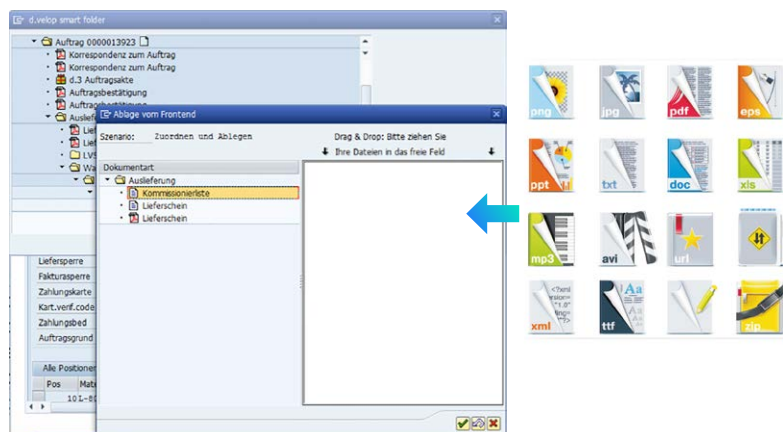 d.velop smart folder
Auftrag 0000013923
Korrespondenz zum Auftrag
Korrespondenz zum Auftrag
d.3 Auftragsakte
Auftragsbestätigung
Ablage vom Frontend
Szenario: Zuordnen und Ablegen
Drag & Drop: Bitte ziehen Sie
Ihre Dateien in das freie Feld
Dokumentart
Auslieferung
Kommissionierliste
Lieferschein
Lieferschein
Liefersperre
Fakturasperre
Zahlungskarte
Kart.verif.code
Zahlungsbed
Auftragsgrund
Alle Positionen
Pos
png
jpg
pdf
eps
ppt
txt
doc
xls
mp3
avi
url
xml
ttf
zip